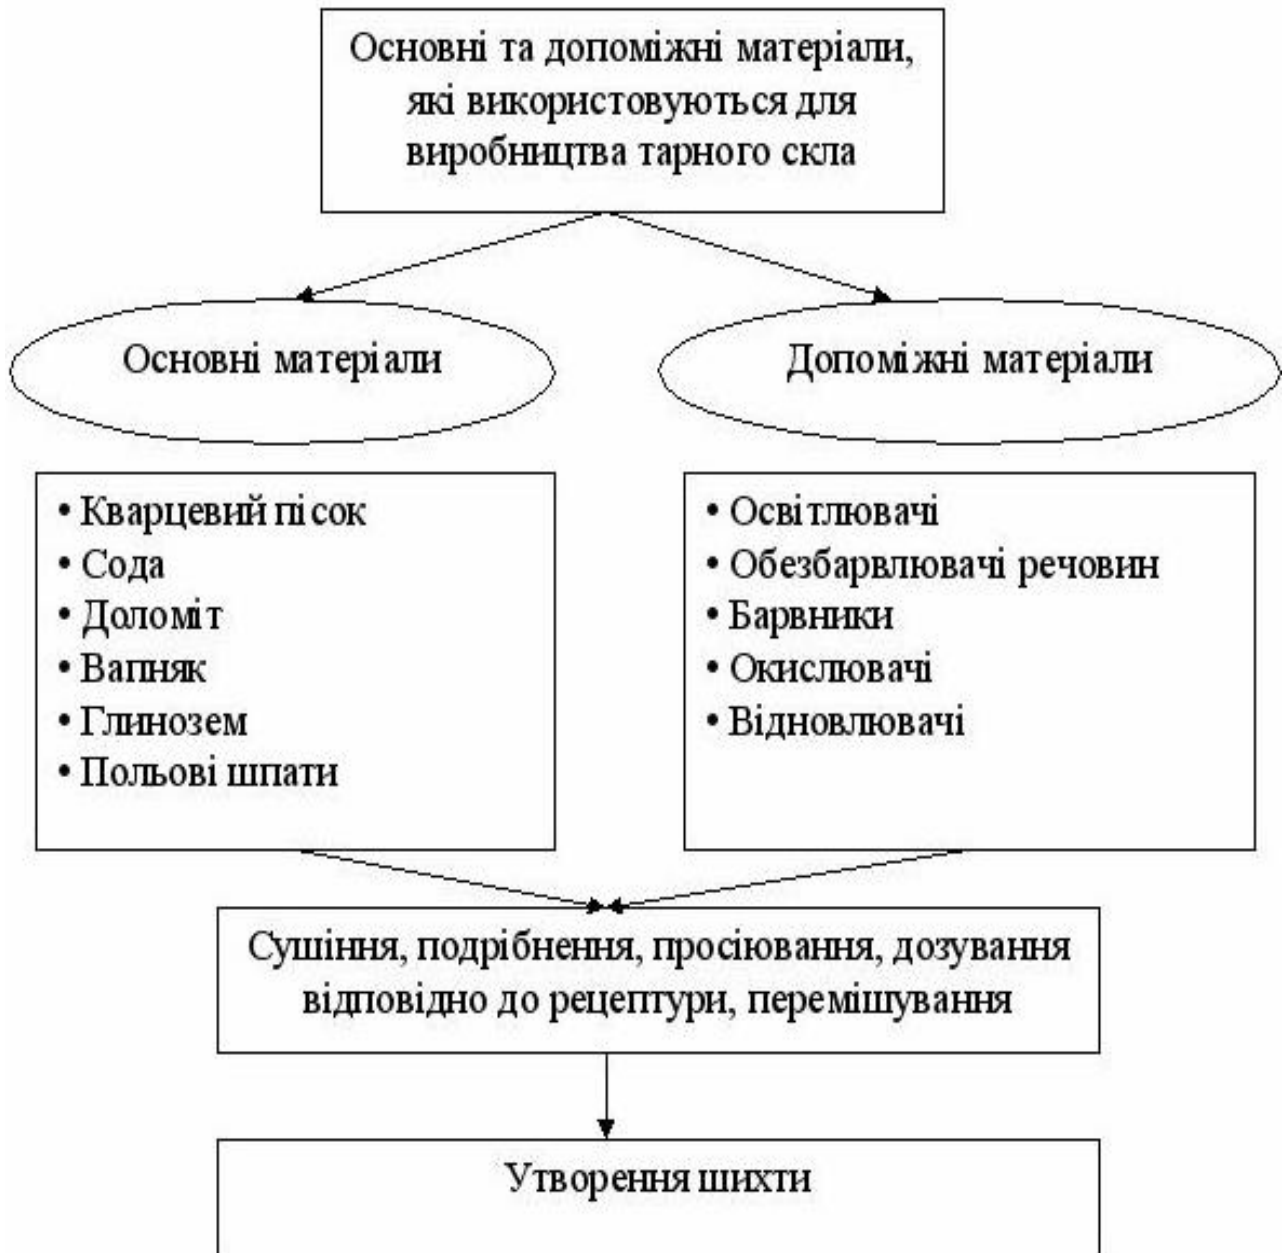 Основні та допоміжні матеріали,
які використовуються для
виробництва тарного скла
Основні матеріали
Допоміжні матеріали
• Кварцевий пісок
• Сода
• Доломіт
• Вапняк
• Глинозем
• Польові шпати
• Освітлювачі
• Обезбарвлювачі речовин
• Барвники
• Окислювачі
• Відновлювачі
Сушіння, подрібнення, просіювання, дозування
відповідно до рецептури, перемішування
Утворення шихти